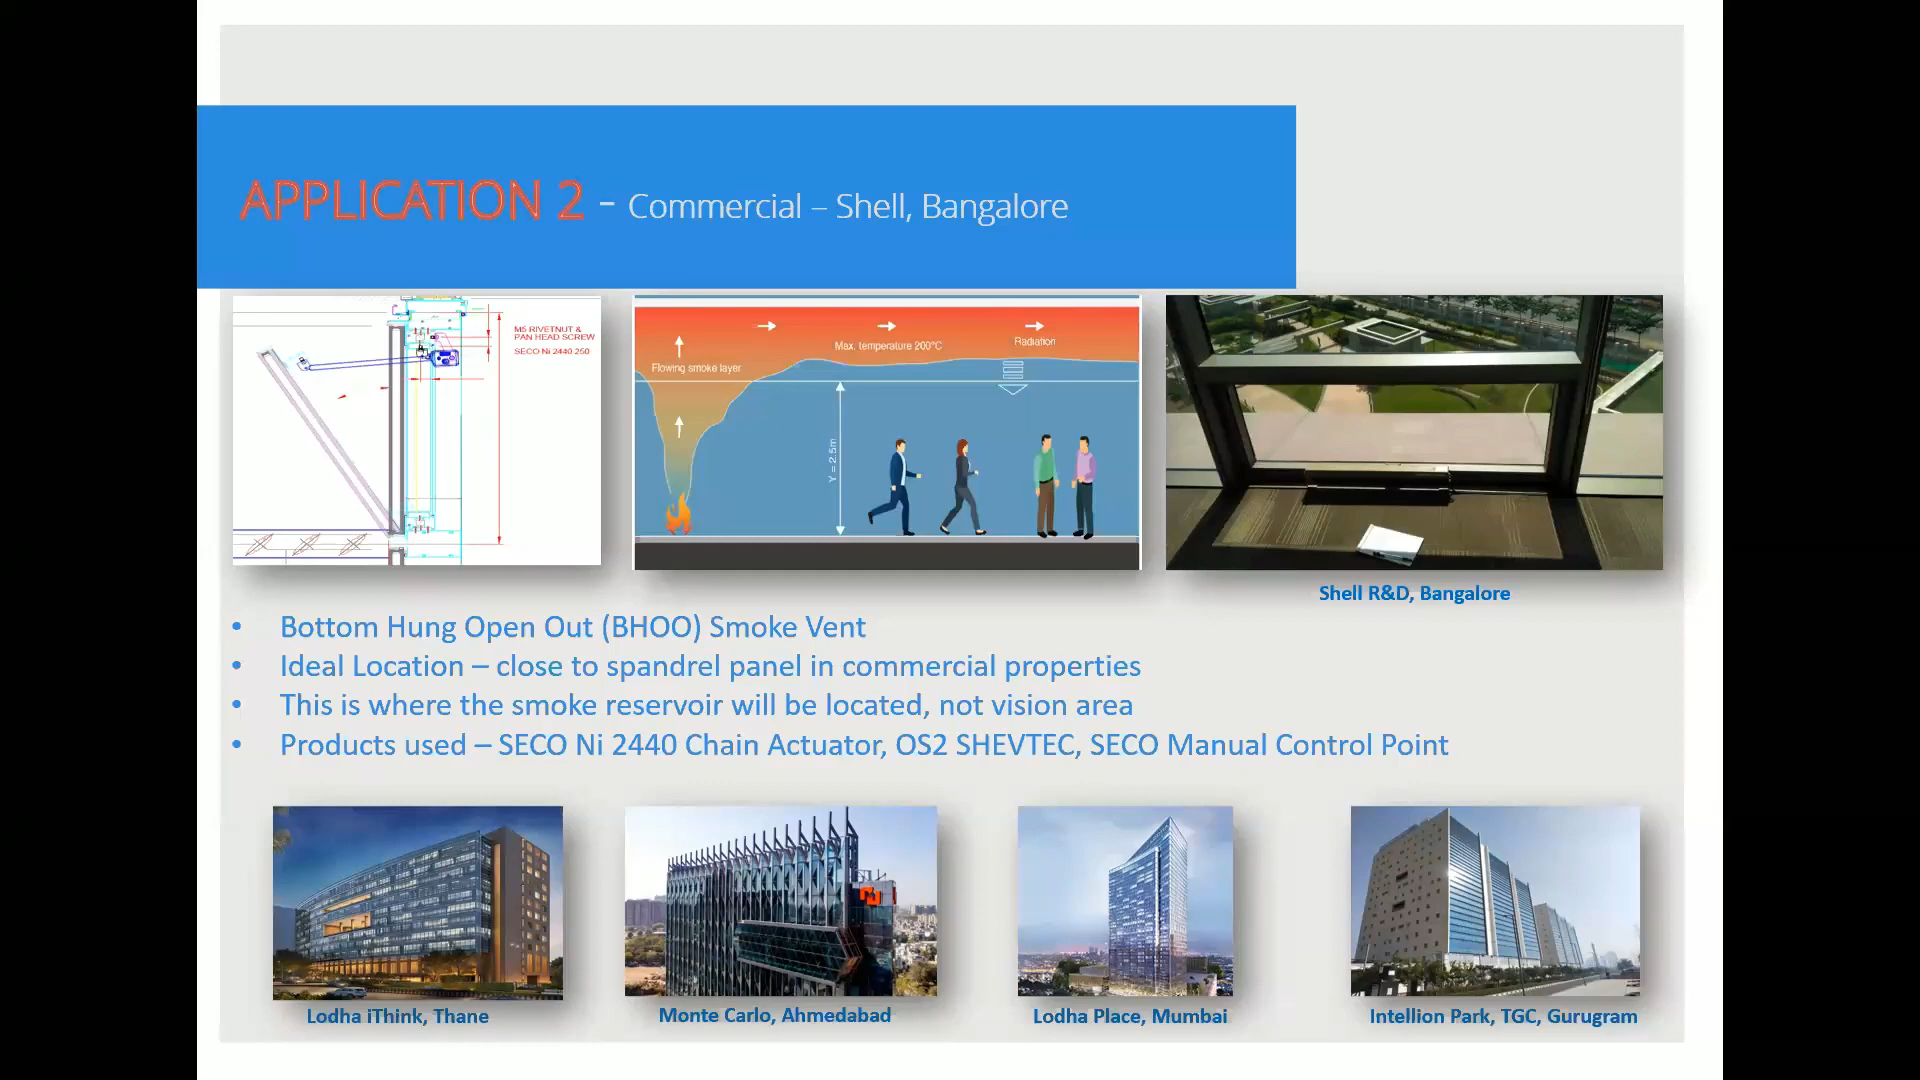 APPLICATION 2 - Commercial – Shell, Bangalore
M5 RIVETNUT &
PAN HEAD SCREW
SECO Ni 2440 250
Flowing smoke layer
Max. temperature 200°C
Radiation
Y = 2.5m
Shell R&D, Bangalore
• Bottom Hung Open Out (BHOO) Smoke Vent
• Ideal Location – close to spandrel panel in commercial properties
• This is where the smoke reservoir will be located, not vision area
• Products used – SECO Ni 2440 Chain Actuator, OS2 SHEVTEC, SECO Manual Control Point
Lodha iThink, Thane
Monte Carlo, Ahmedabad
Lodha Place, Mumbai
Intellion Park, TGC, Gurugram